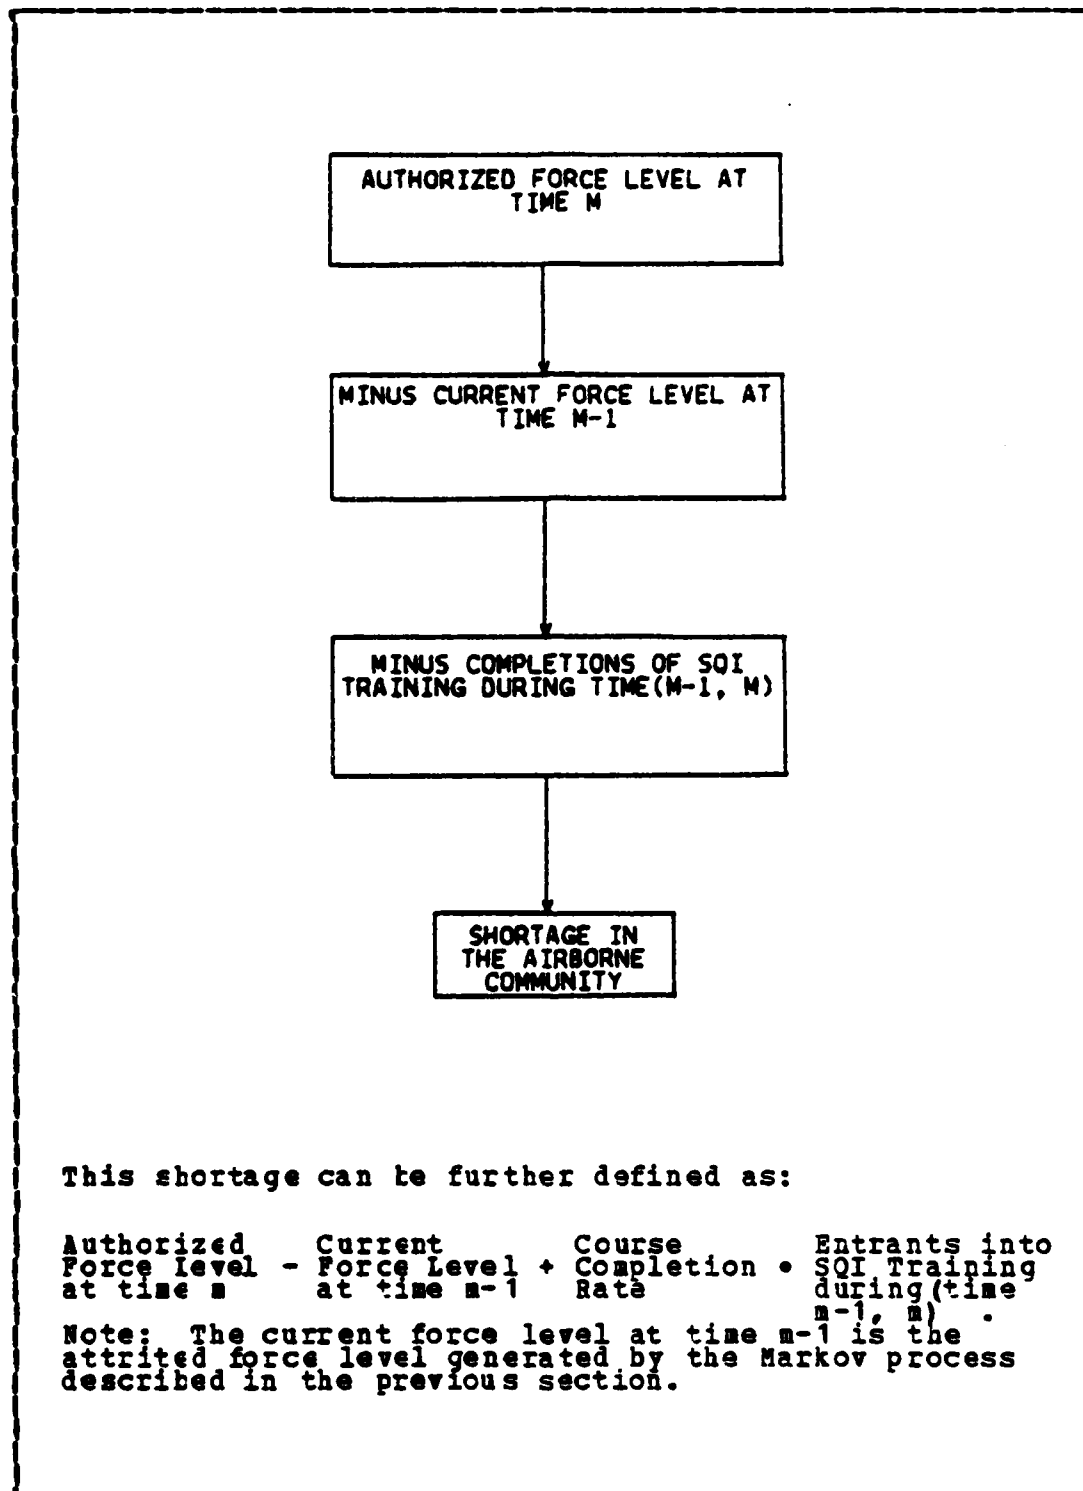 AUTHORIZED FORCE LEVEL AT
TIME M
MINUS CURRENT FORCE LEVEL AT
TIME M-1
MINUS COMPLETIONS OF SQI
TRAINING DURING TIME(M-1, M)
SHORTAGE IN
THE AIRBORNE
COMMUNITY
This shortage can be further defined as:
Authorized Current Course Entrants into
Force Level - Force Level + Completion • SQI Training
at time m at time m-1 Rate during(time
m-1, m) .
Note: The current force level at time m-1 is the
attrited force level generated by the Markov process
described in the previous section.